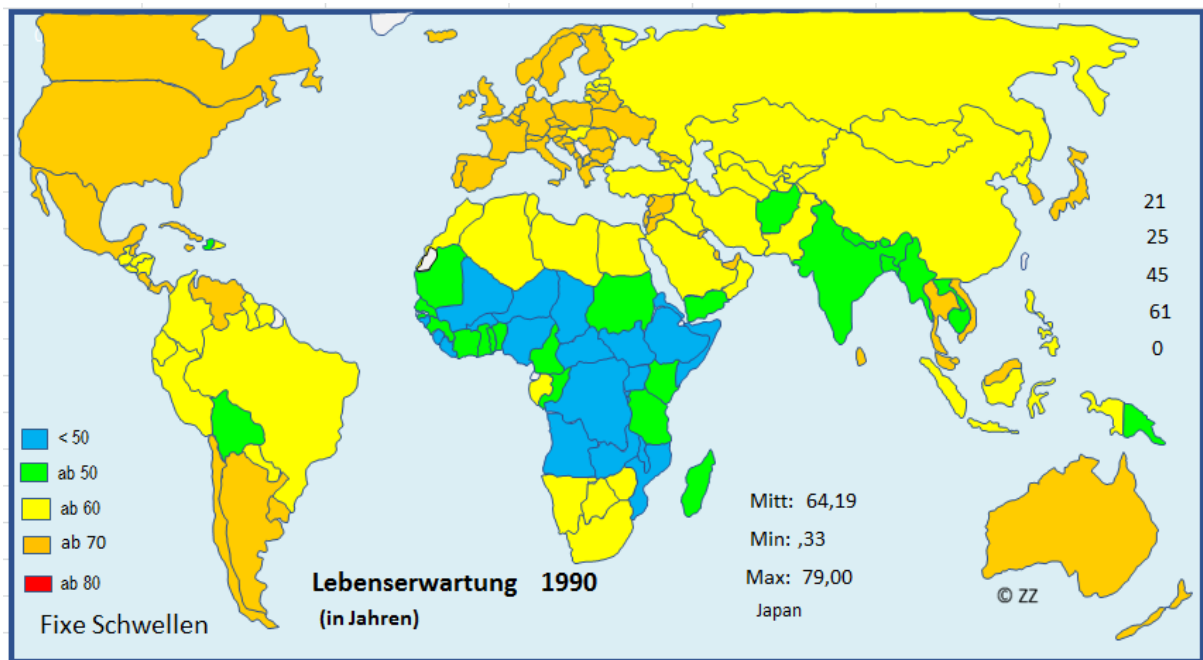 21
25
45
61
0
< 50
ab 50
ab 60
ab 70
ab 80
Fixe Schwellen
Lebenserwartung 1990
(in Jahren)
Mitt: 64,19
Min: ,33
Max: 79,00
Japan
© ZZ